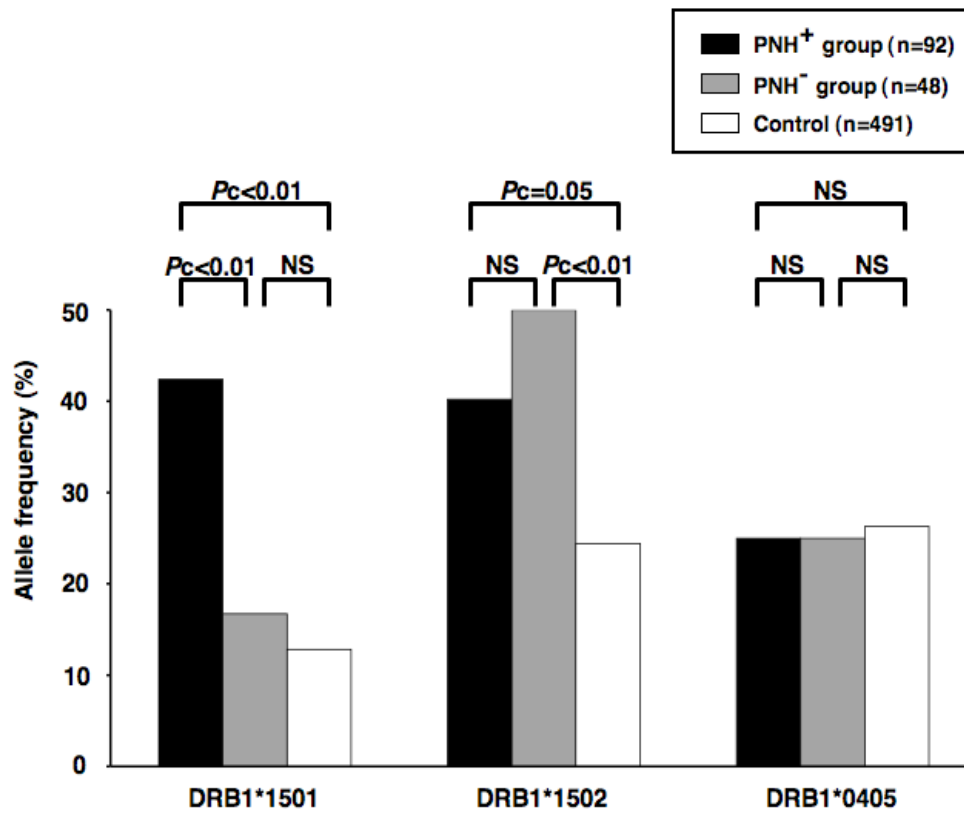 PNH+ group (n=92)
PNH- group (n=48)
Control (n=491)
Pc<0.01 Pc=0.05 NS
Pc<0.01 NS NS Pc<0.01 NS NS
50
40
30
20
10
0
Allele frequency (%)
DRB1*1501 DRB1*1502 DRB1*0405